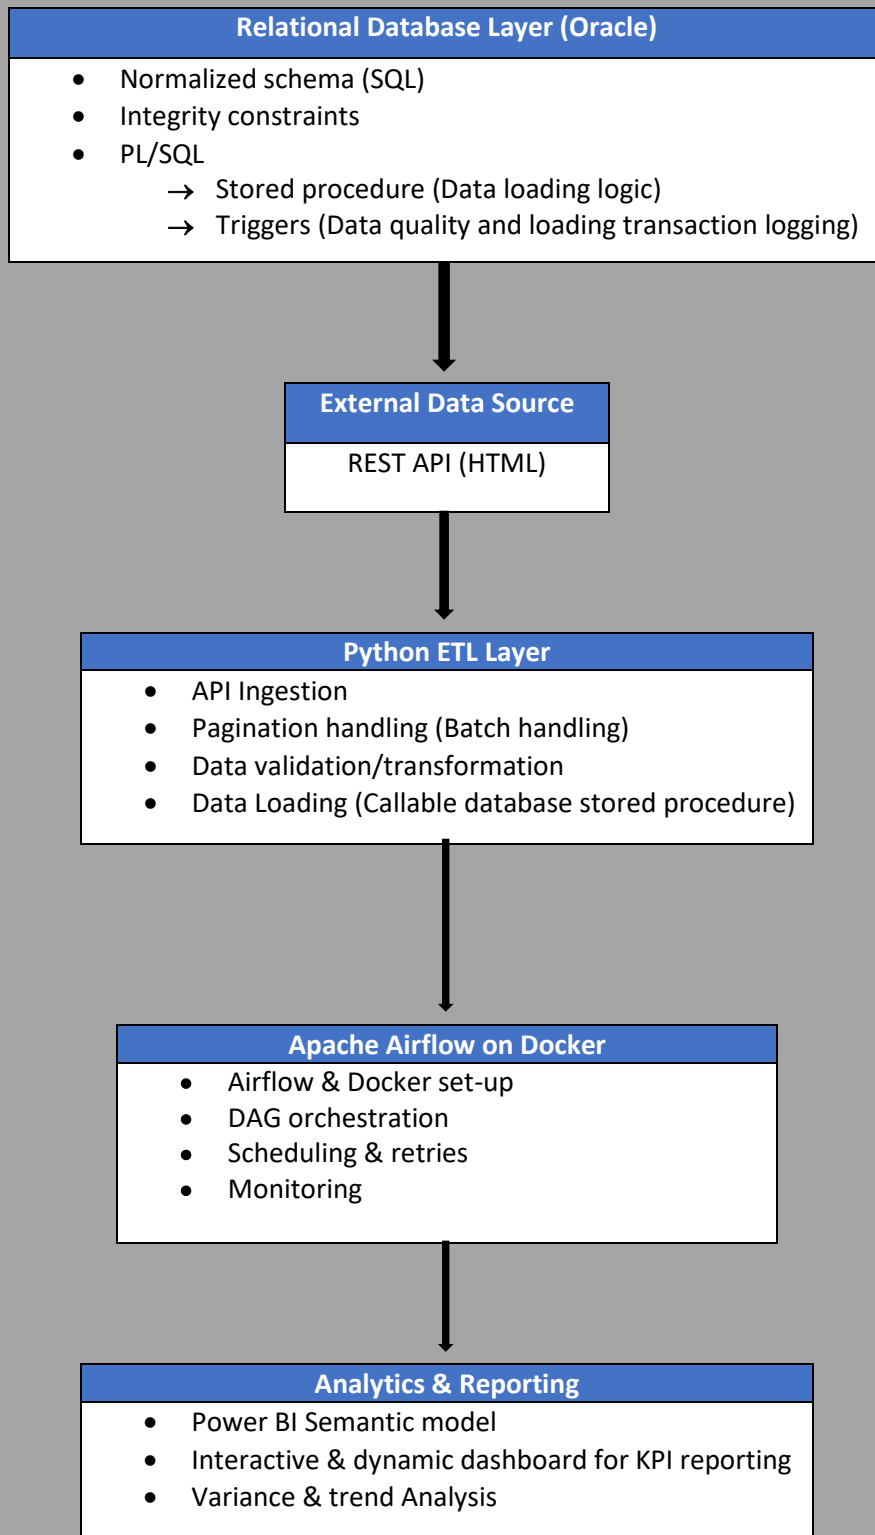 Relational Database Layer (Oracle)
• Normalized schema (SQL)
• Integrity constraints
• PL/SQL
→ Stored procedure (Data loading logic)
→ Triggers (Data quality and loading transaction logging)
External Data Source
REST API (HTML)
Python ETL Layer
• API Ingestion
• Pagination handling (Batch handling)
• Data validation/transformation
• Data Loading (Callable database stored procedure)
Apache Airflow on Docker
• Airflow & Docker set-up
• DAG orchestration
• Scheduling & retries
• Monitoring
Analytics & Reporting
• Power BI Semantic model
• Interactive & dynamic dashboard for KPI reporting
• Variance & trend Analysis